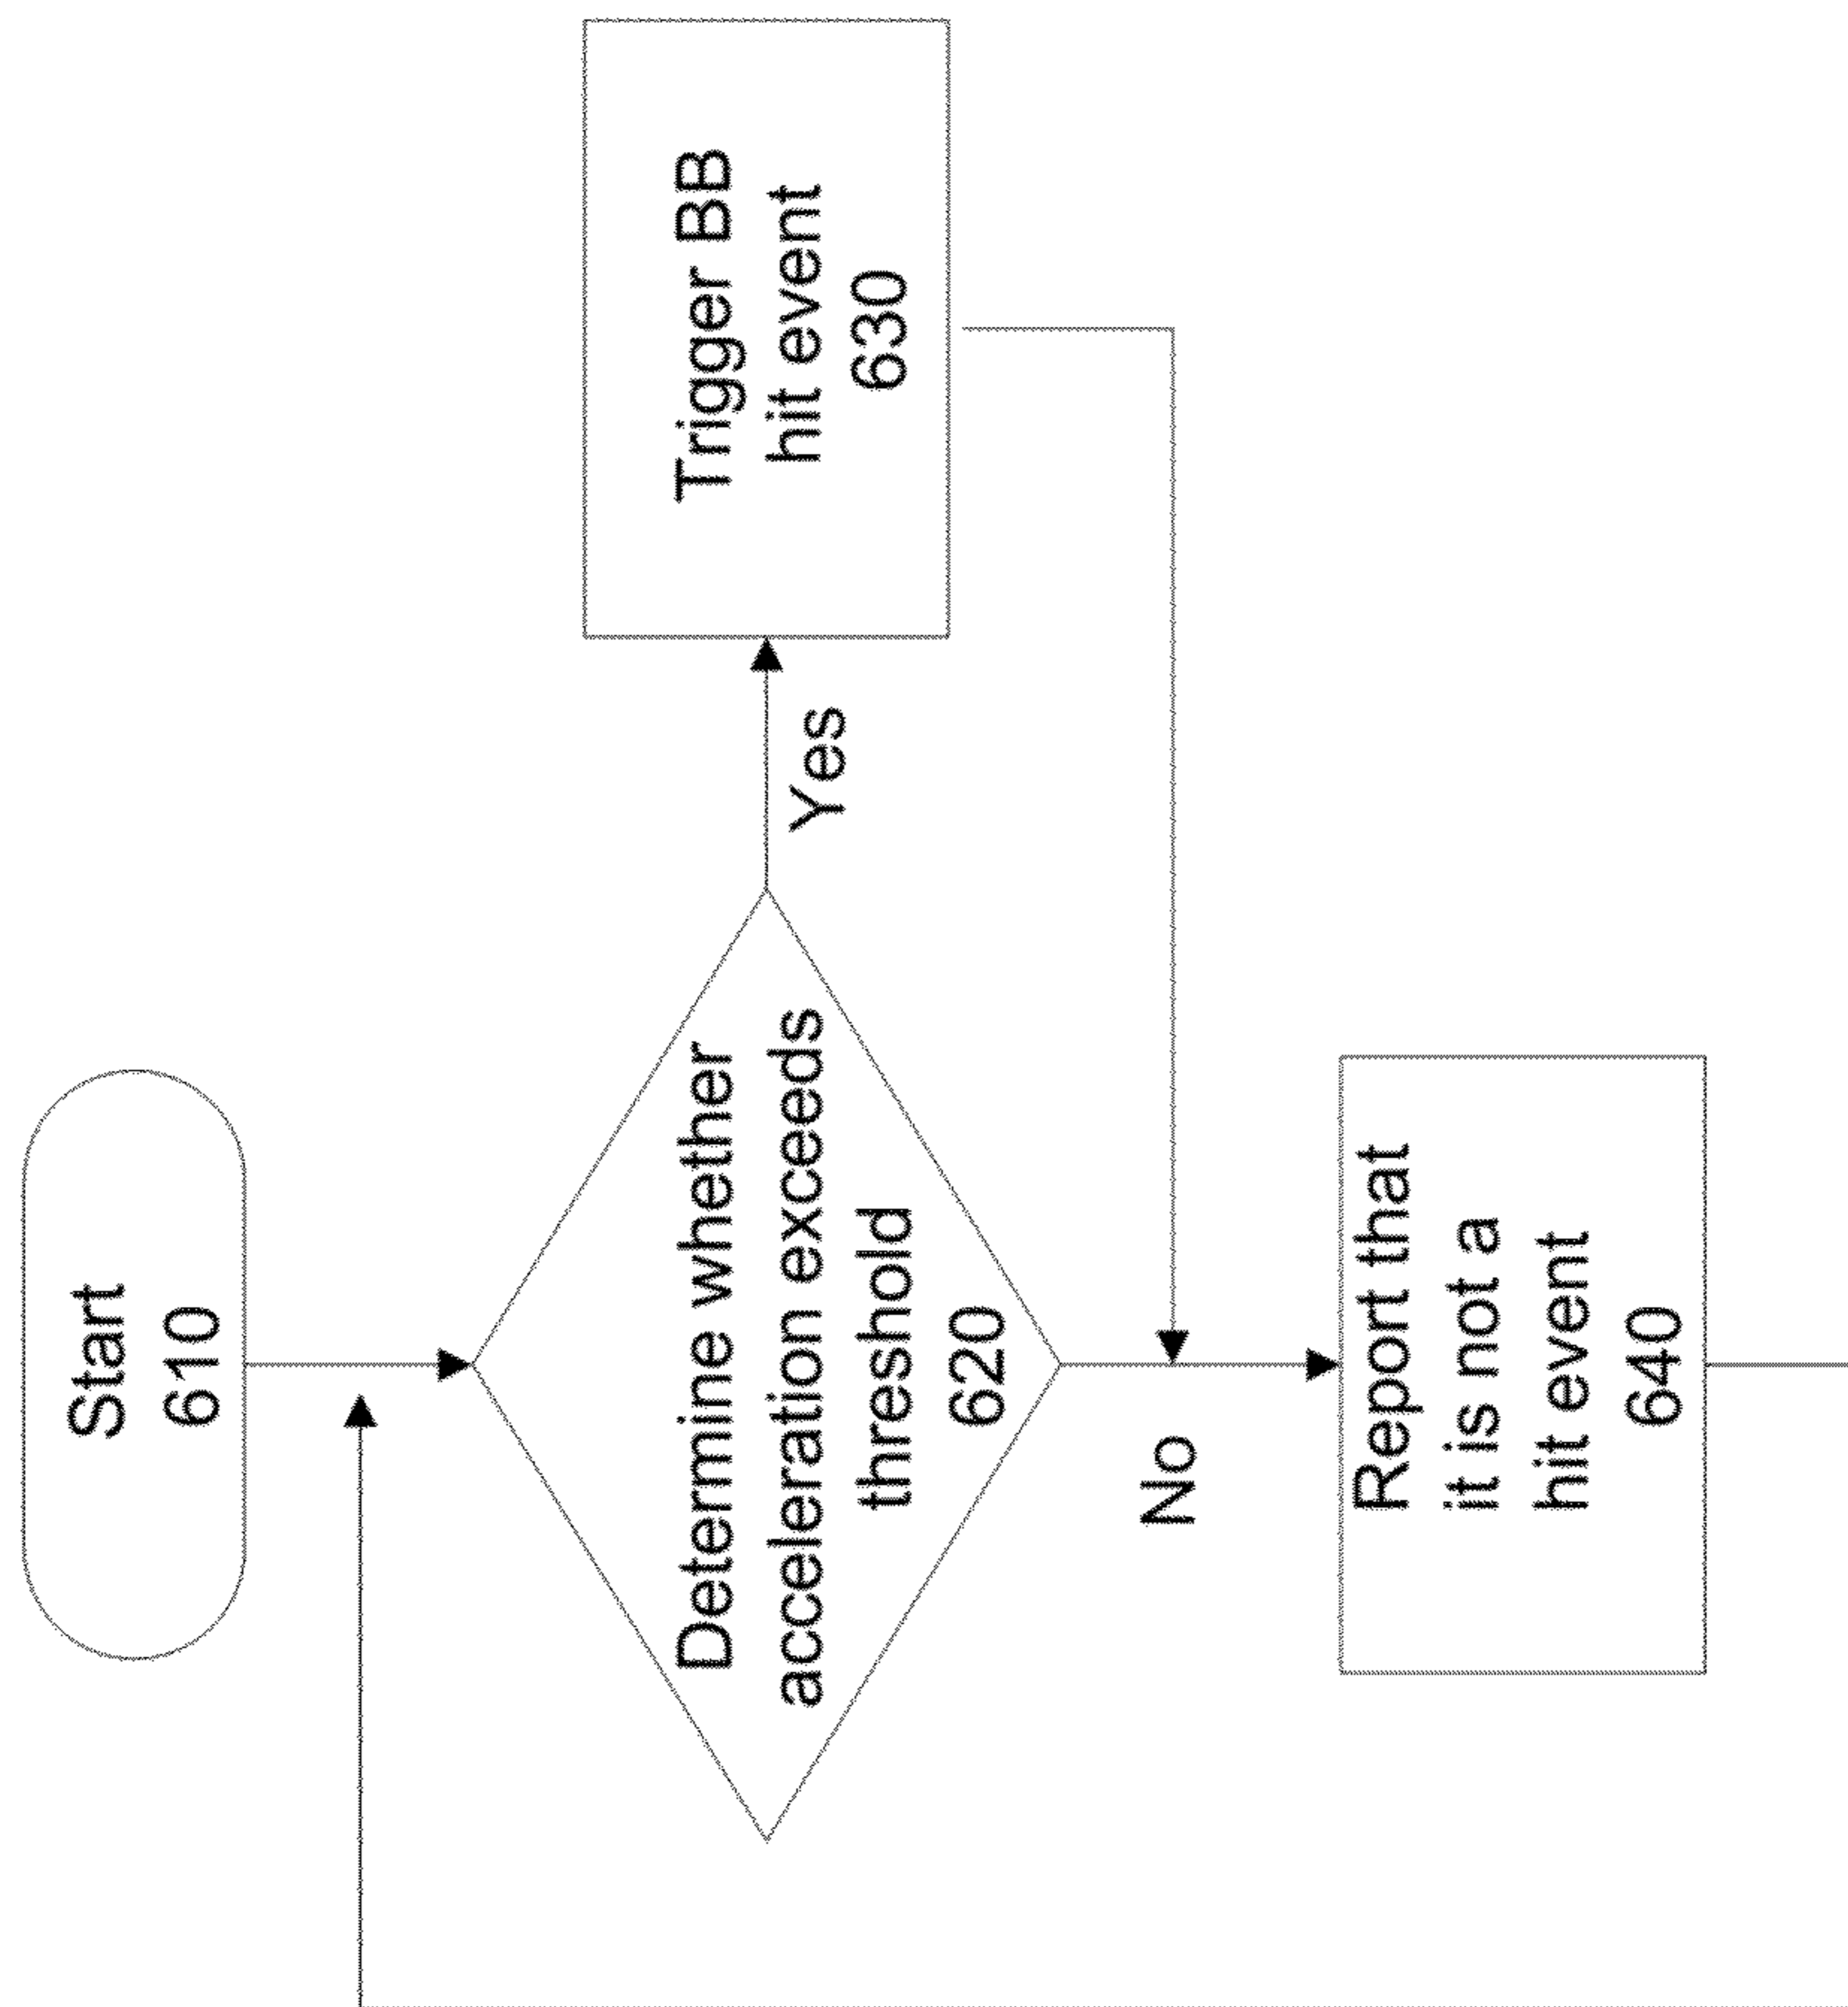 Start
610
Determine whether
acceleration exceeds
threshold
620
Yes
Trigger BB
hit event
630
No
Report that
it is not a
hit event
640